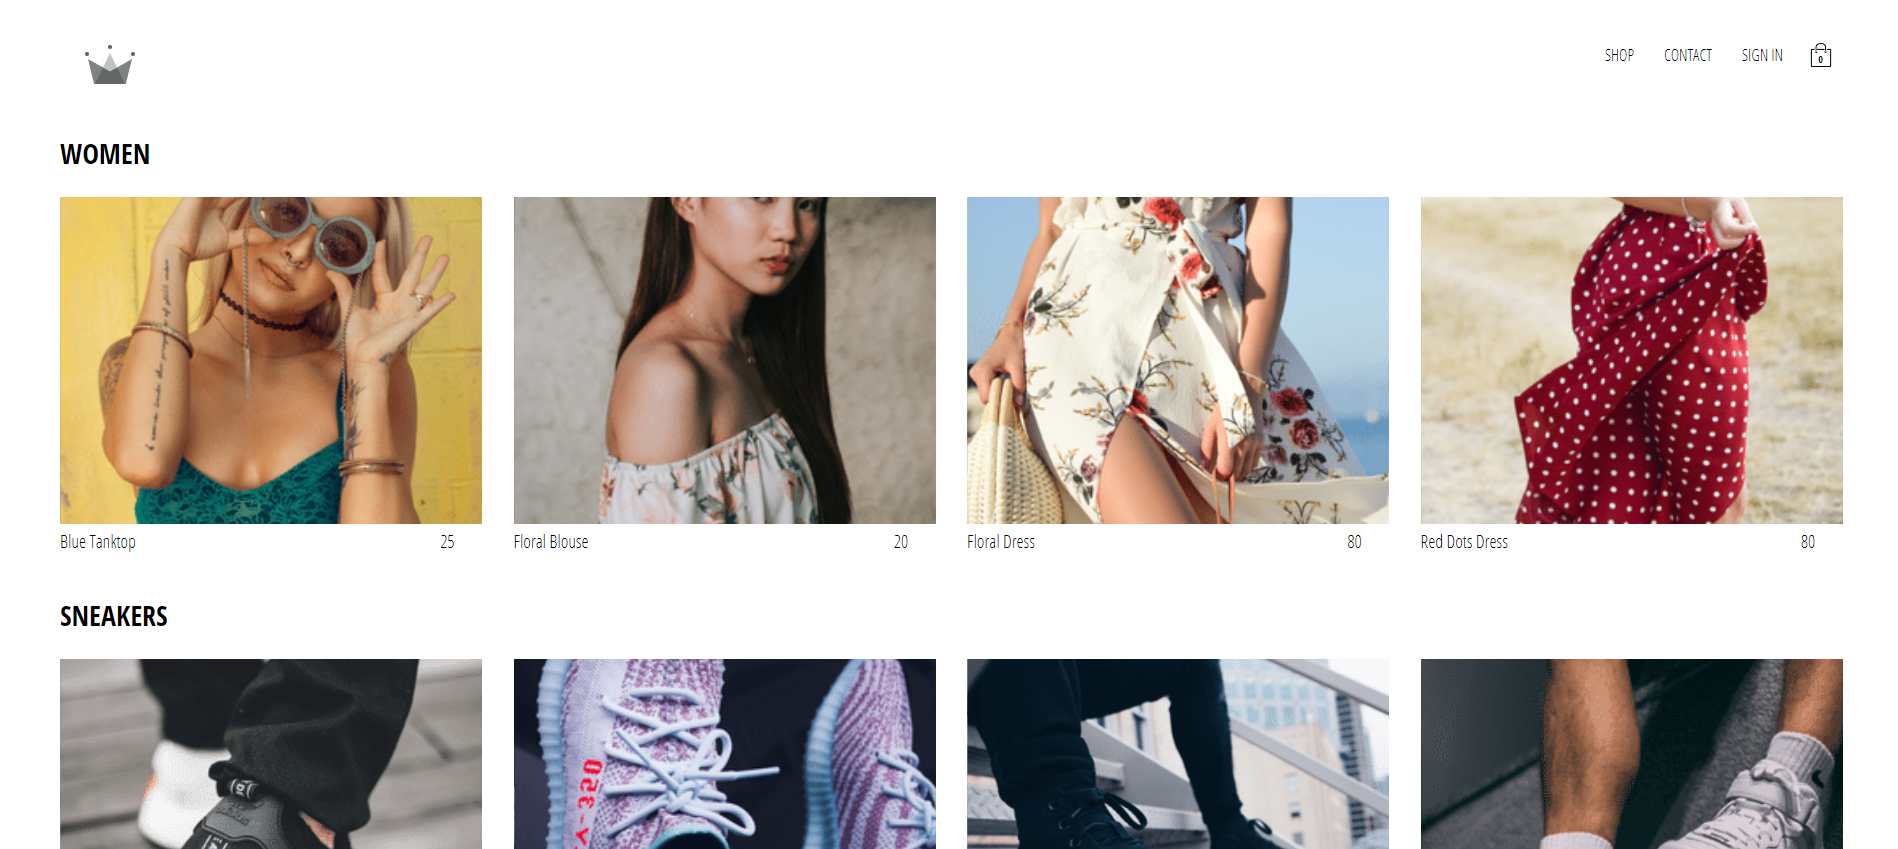 SHOP CONTACT SIGN IN 0
WOMEN
Blue Tanktop 25
Floral Blouse 20
Floral Dress 80
Red Dots Dress 80
SNEAKERS